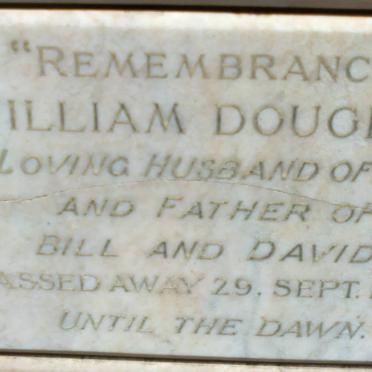 "REMEMBRANC
ILLIAM DOUG
LOVING HUSBAND OF
AND FATHER OF
BILL AND DAVID
ASSED AWAY 29. SEPT.
UNTIL THE DAWN.